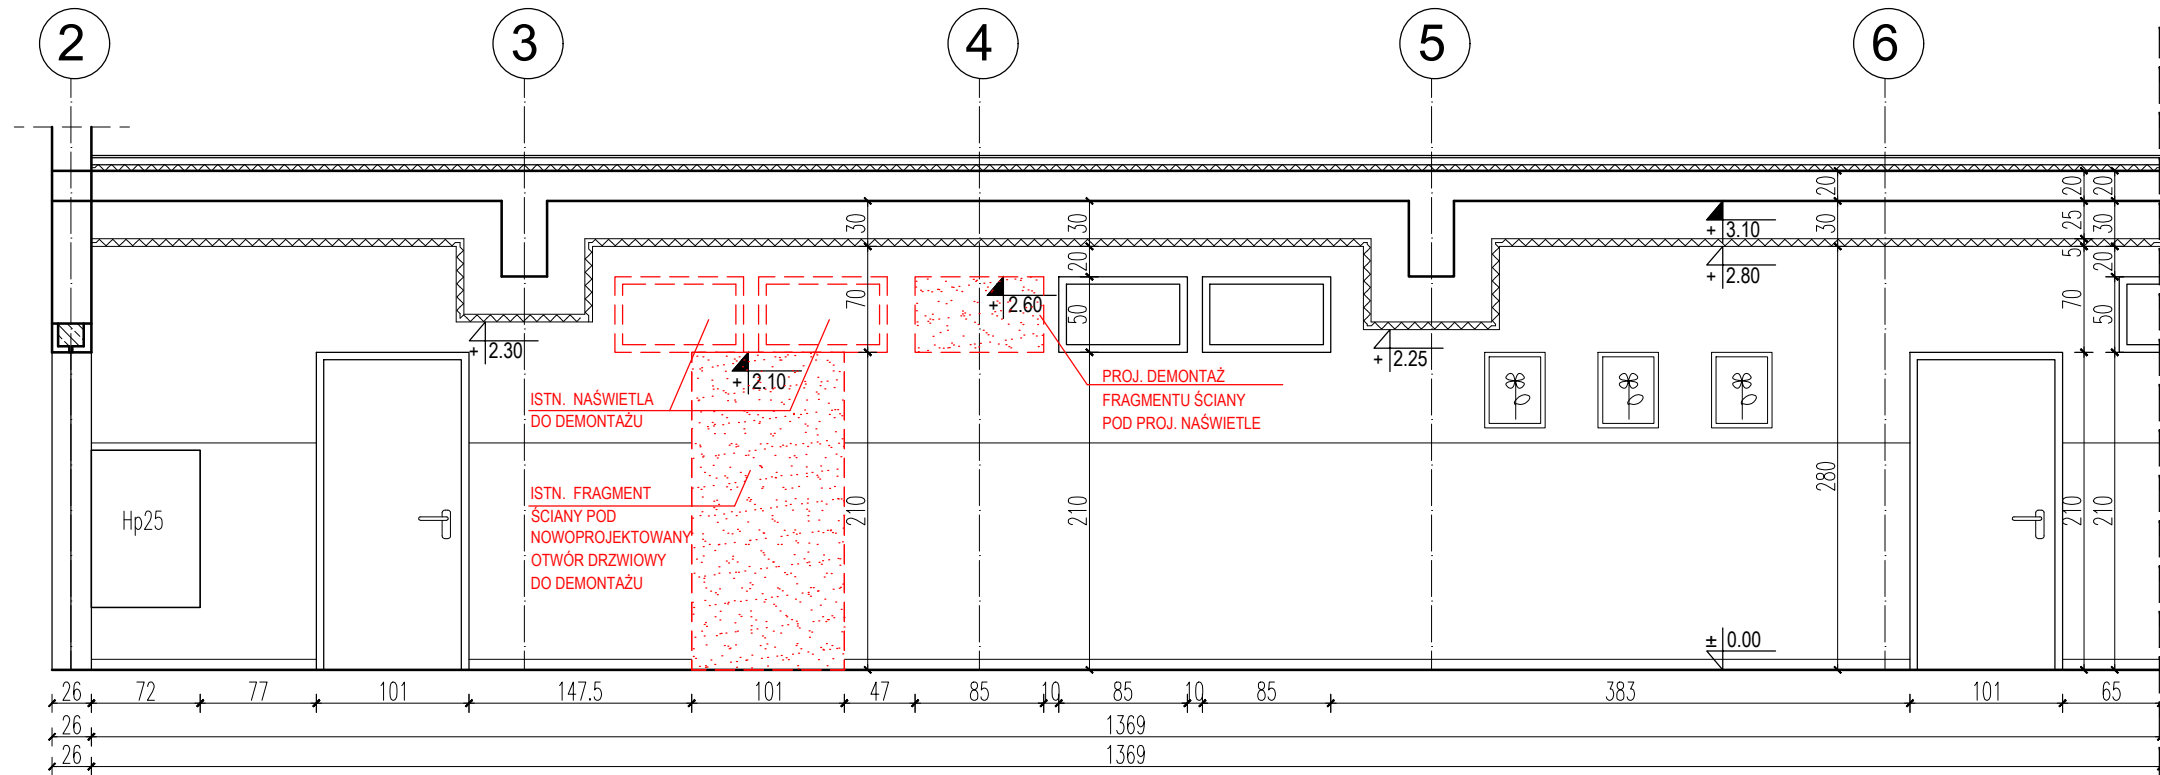 2 3 4 5 6
20 20 20
30 30 30 25 30
+ 3.10
5
20 20
+ 2.80
70 50 70 50
+ 2.60
+ 2.30
+ 2.25
+ 2.10
ISTN. NAŚWIETLA
DO DEMONTAŻU
PROJ. DEMONTAŻ
FRAGMENTU ŚCIANY
POD PROJ. NAŚWIETLE
ISTN. FRAGMENT
ŚCIANY POD
NOWOPROJEKTOWANY
OTWÓR DRZWIOWY
DO DEMONTAŻU
Hp25
210 210 280 210 210
± 0.00
26 72 77 101 147.5 101 47 85 10 85 10 85 383 101 65
26 1369
26 1369